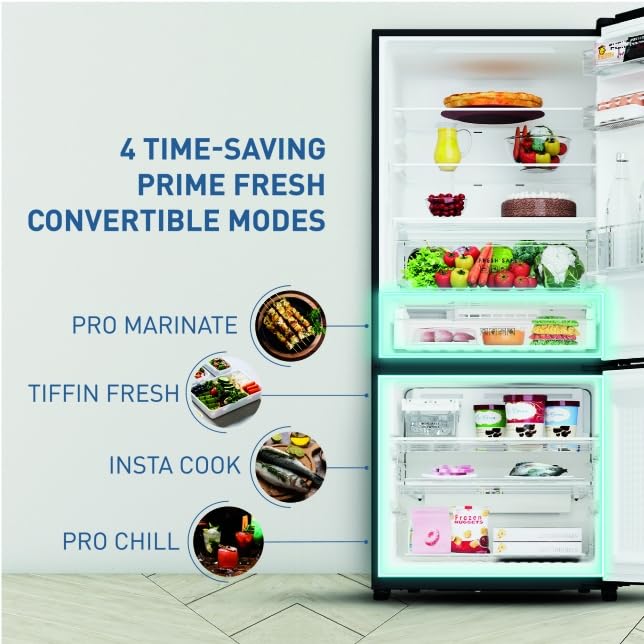 4 TIME-SAVING
PRIME FRESH
CONVERTIBLE MODES
PRO MARINATE
TIFFIN FRESH
INSTA COOK
PRO CHILL
FRESH SAFE
Frozen
NUGGETS